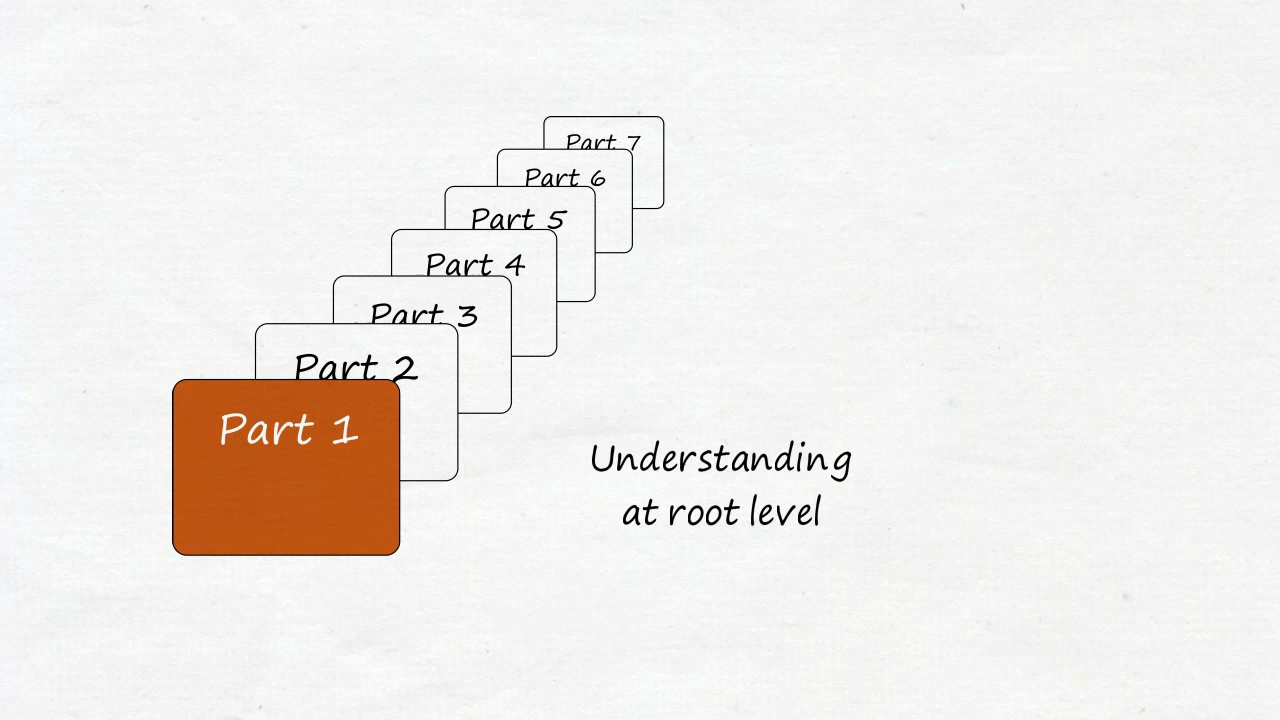 Part 7
Part 6
Part 5
Part 4
Part 3
Part 2
Part 1
Understanding
at root level